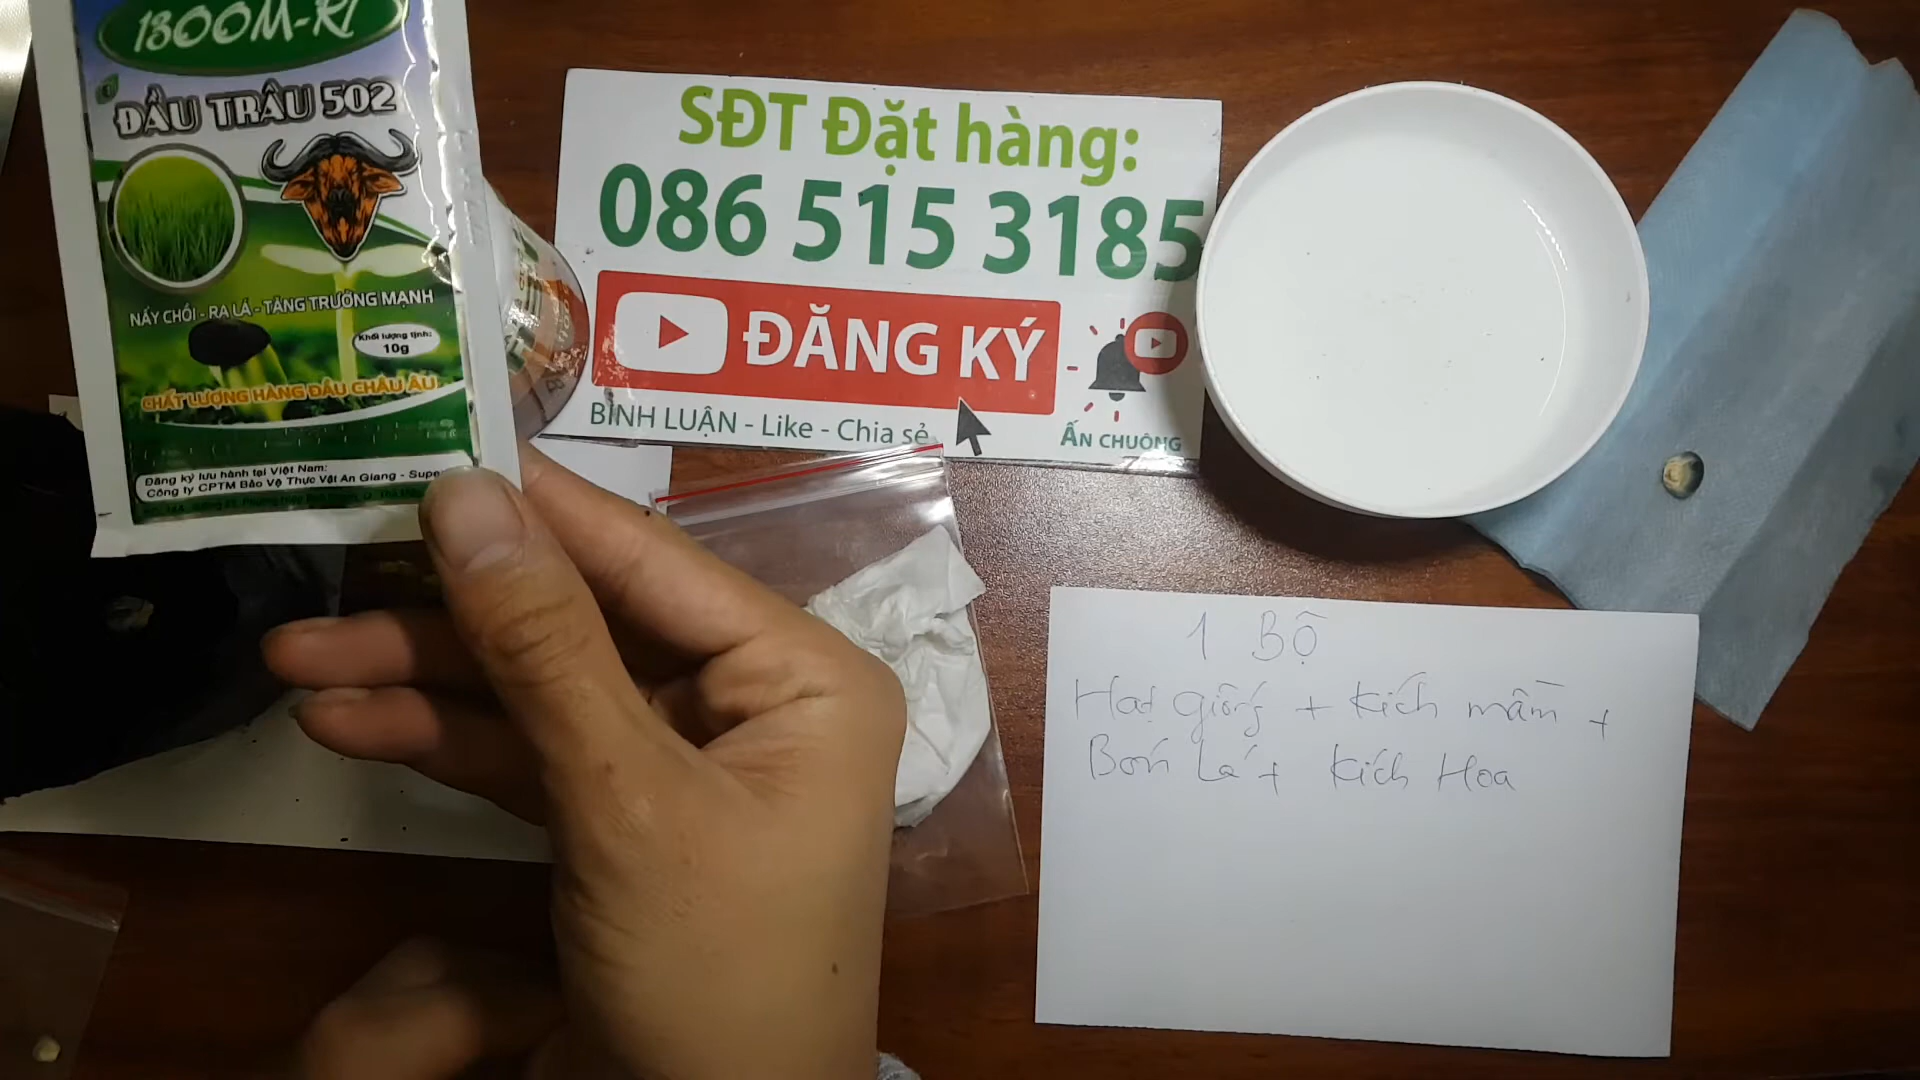 1300M-RI
ĐẦU TRÂU 502
NẤY CHỒI - RA LÁ - TĂNG TRƯỞNG MẠNH
Khối lượng tịnh:
10g
CHẤT LƯỢNG HÀNG ĐẦU CHÂU ÂU
Đăng ký lưu hành tại Việt Nam:
Công ty CPTM Bảo Vệ Thực Vật An Giang - Supe
SĐT Đặt hàng:
086 515 3185
ĐĂNG KÝ
BÌNH LUẬN - Like - Chia sẻ
ẤN CHUÔNG
1 BỘ
Hạt giống + Kích mầm +
Bón Lá + Kích Hoa